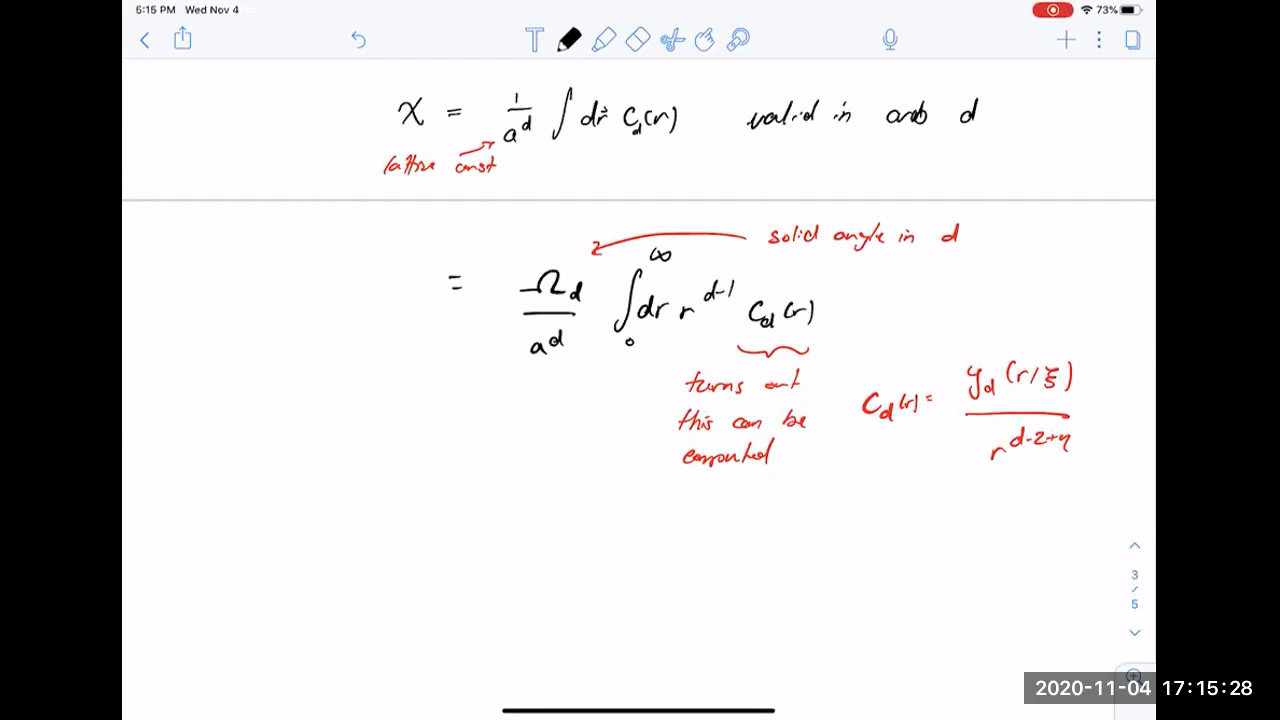 5:15 PM Wed Nov 4 73%
T
χ = 1/a^d ∫ dr⃗ C_d(r) valid in arb d
lattice const
solid angle in d
= Ω_d/a^d ∫_0^∞ dr r^{d-1} C_d(r)
turns out
this can be
computed
C_d(r) = y_d(r/ξ)/r^{d-2+η}
3
/
5
2020-11-04 17:15:28